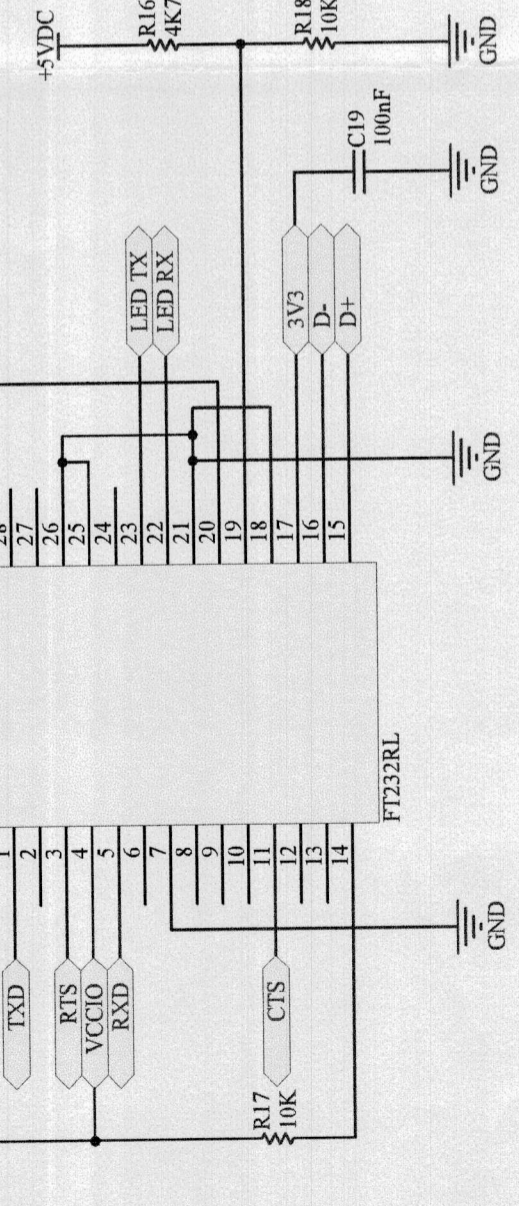 +5VDC
R16
4K7
R18
10K
GND
C19
100nF
GND
LED TX
LED RX
3V3
D-
D+
GND
28
27
26
25
24
23
22
21
20
19
18
17
16
15
FT232RL
1
2
3
4
5
6
7
8
9
10
11
12
13
14
TXD
RTS
VCCIO
RXD
CTS
GND
R17
10K